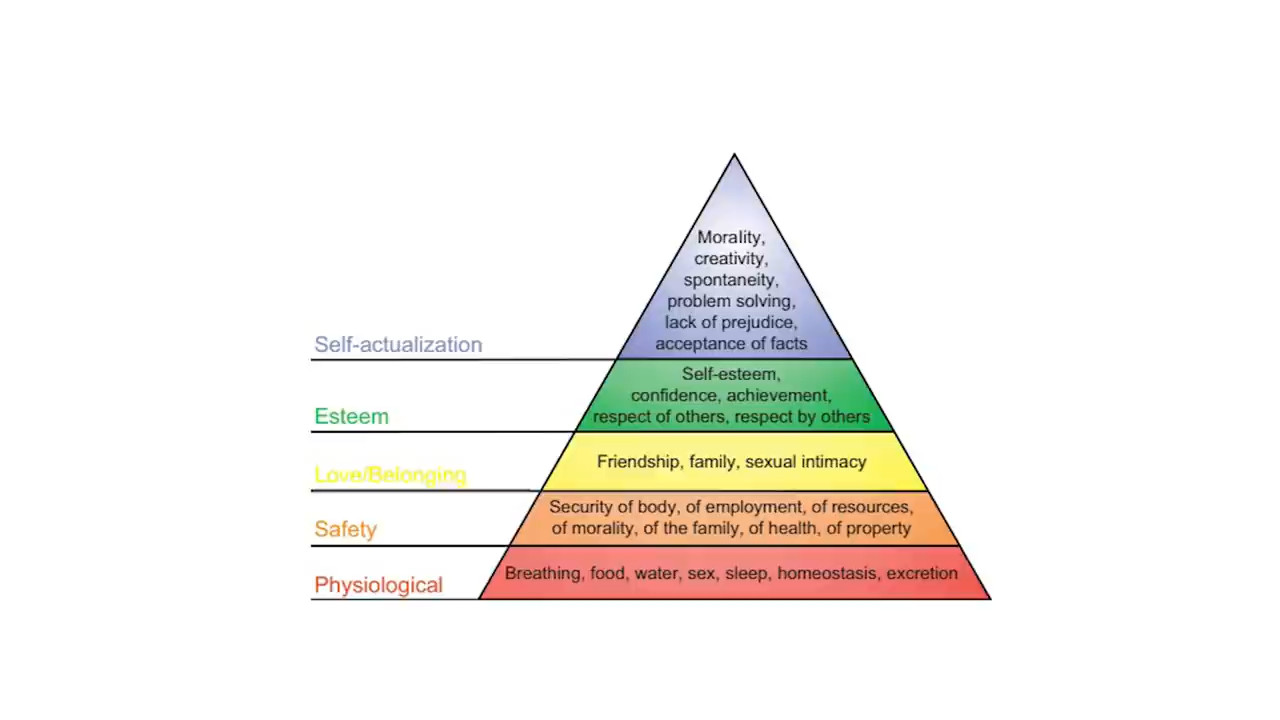 Morality,
creativity,
spontaneity,
problem solving,
lack of prejudice,
acceptance of facts
Self-actualization
Self-esteem,
confidence, achievement,
respect of others, respect by others
Esteem
Friendship, family, sexual intimacy
Love/Belonging
Security of body, of employment, of resources,
of morality, of the family, of health, of property
Safety
Breathing, food, water, sex, sleep, homeostasis, excretion
Physiological